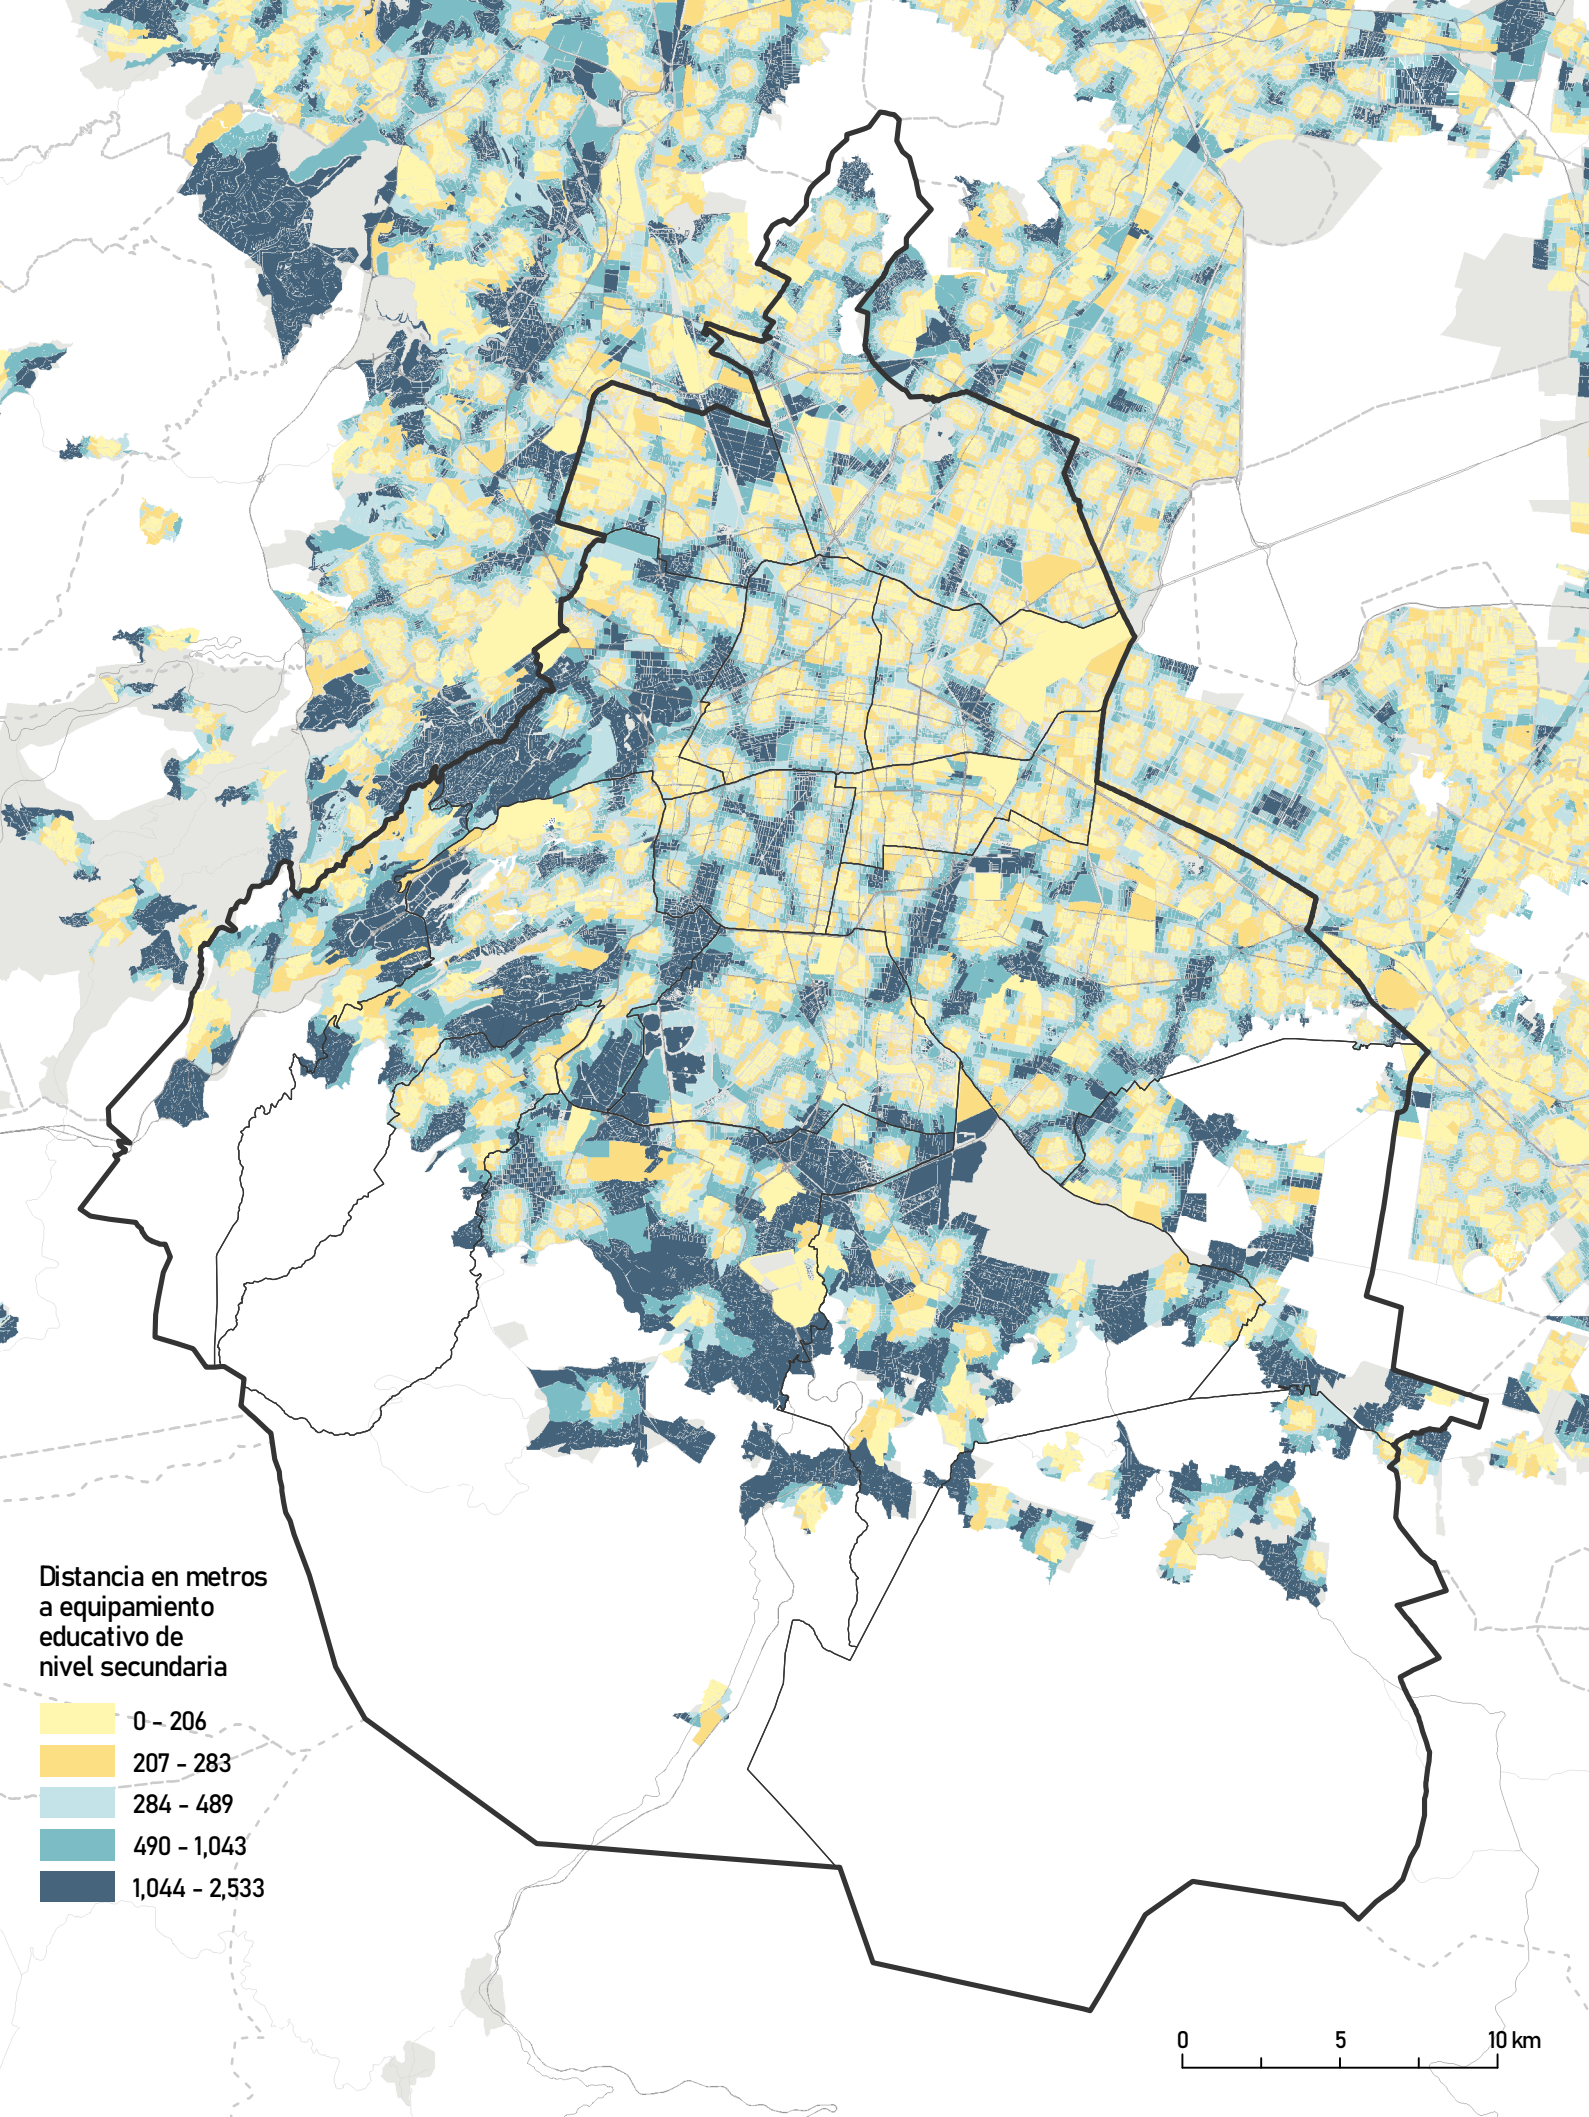 Distancia en metros
a equipamiento
educativo de
nivel secundaria
0 - 206
207 - 283
284 - 489
490 - 1,043
1,044 - 2,533
0 5 10 km